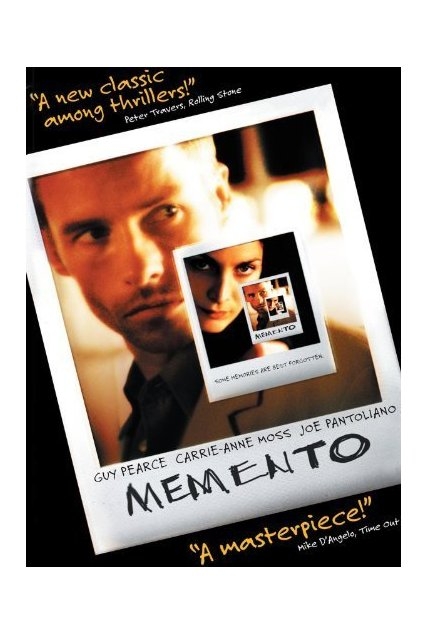 "A new classic
among thrillers!"
Peter Travers, Rolling Stone
MEMENTO
SOME MEMORIES ARE BEST FORGOTTEN.
GUY PEARCE CARRIE-ANNE MOSS JOE PANTOLIANO
MEMENTO
"A masterpiece!"
Mike D'Angelo, Time Out